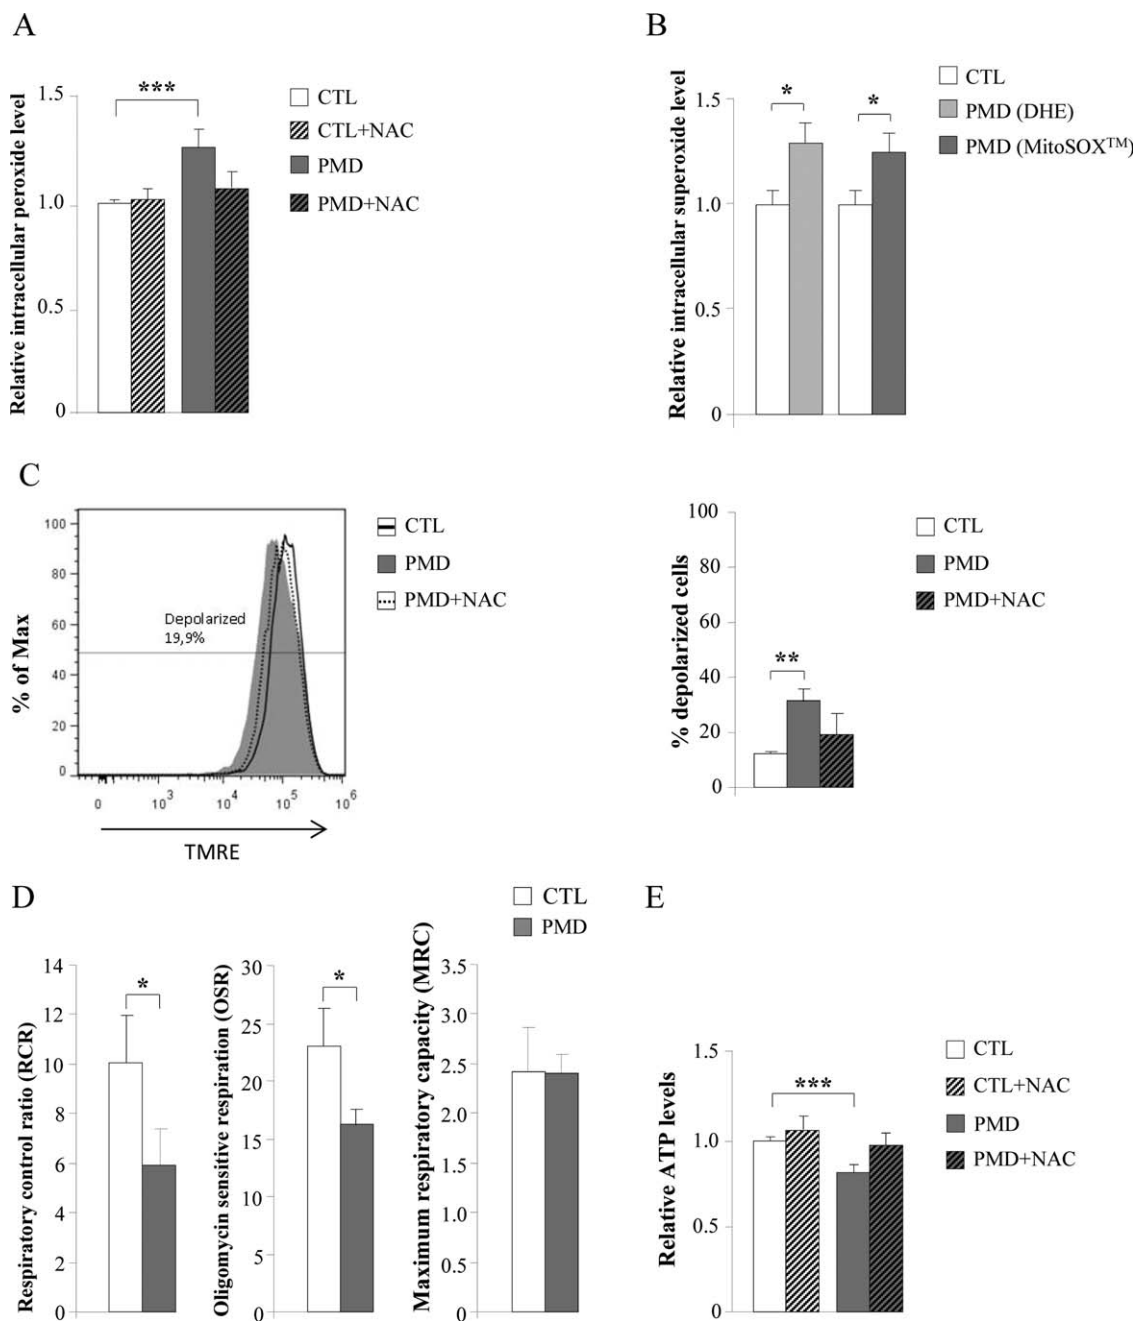 A
Relative intracellular peroxide level
1.5
1.0
0.5
0
***
CTL
CTL+NAC
PMD
PMD+NAC
B
Relative intracellular superoxide level
1.5
1.0
0.5
0
*
*
CTL
PMD (DHE)
PMD (MitoSOX™)
C
% of Max
100
80
60
40
20
0
Depolarized
19,9%
0
10³
10⁴
10⁵
10⁶
TMRE
CTL
PMD
PMD+NAC
% depolarized cells
100
80
60
40
20
0
**
CTL
PMD
PMD+NAC
D
CTL
PMD
Respiratory control ratio (RCR)
14
12
10
8
6
4
2
0
*
Oligomycin sensitive respiration (OSR)
30
25
20
15
10
5
0
*
Maximum respiratory capacity (MRC)
3.5
3.0
2.5
2.0
1.5
1.0
0.5
0
E
Relative ATP levels
1.5
1.0
0.5
0
***
CTL
CTL+NAC
PMD
PMD+NAC